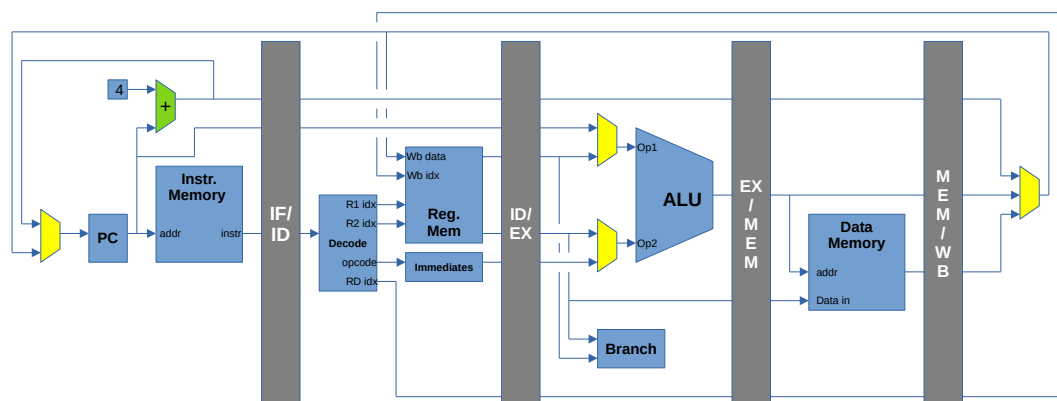 4
+
PC
Instr.
Memory
addr
instr
IF/
ID
R1 idx
R2 idx
Decode
opcode
RD idx
Wb data
Wb idx
Reg.
Mem
Immediates
ID/
EX
Op1
ALU
Op2
Branch
EX
/
M
E
M
Data
Memory
addr
Data in
M
E
M
/
W
B